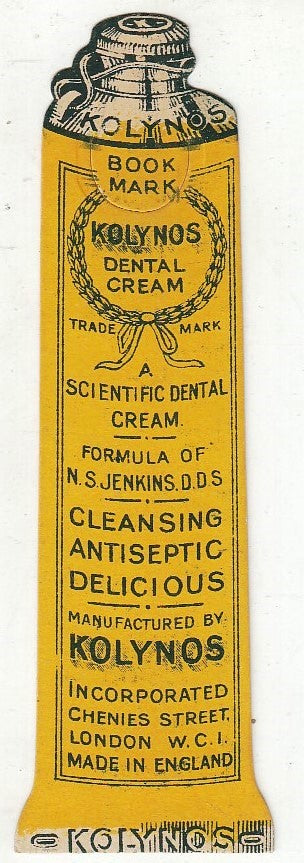 K
KOLYNOS
BOOK
MARK
KOLYNOS
DENTAL
CREAM
TRADE MARK
A
SCIENTIFIC DENTAL
CREAM.
FORMULA OF
N.S.JENKINS.D.D.S
CLEANSING
ANTISEPTIC
DELICIOUS
MANUFACTURED BY
KOLYNOS
INCORPORATED
CHENIES STREET,
LONDON W.C.1.
MADE IN ENGLAND
KOLYNOS